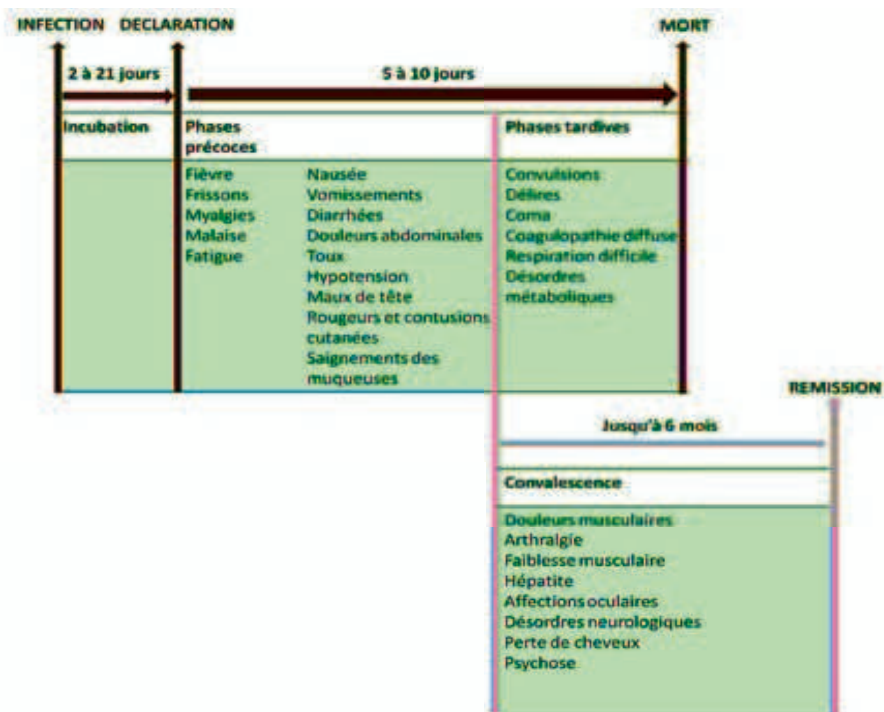 INFECTION DECLARATION MORT
2 à 21 jours 5 à 10 jours
Incubation
Phases
précoces
Phases tardives
Fièvre
Frissons
Myalgies
Malaise
Fatigue
Nausée
Vomissements
Diarrhées
Douleurs abdominales
Toux
Hypotension
Maux de tête
Rougeurs et contusions
cutanées
Saignements des
muqueuses
Convulsions
Délires
Coma
Coagulopathie diffuse
Respiration difficile
Désordres
métaboliques
REMISSION
Jusqu'à 6 mois
Convalescence
Douleurs musculaires
Arthralgie
Faiblesse musculaire
Hépatite
Affections oculaires
Désordres neurologiques
Perte de cheveux
Psychose